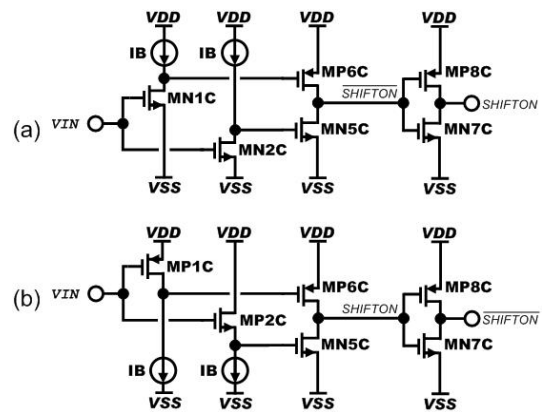 VDD VDD VDD VDD
IB IB
MP6C MP8C
MN1C SHIFTON SHIFTON
(a) VIN
MN2C MN5C MN7C
VSS VSS VSS VSS
VDD VDD VDD VDD
MP1C MP6C MP8C
(b) VIN SHIFTON SHIFTON
MP2C MN5C MN7C
IB IB
VSS VSS VSS VSS